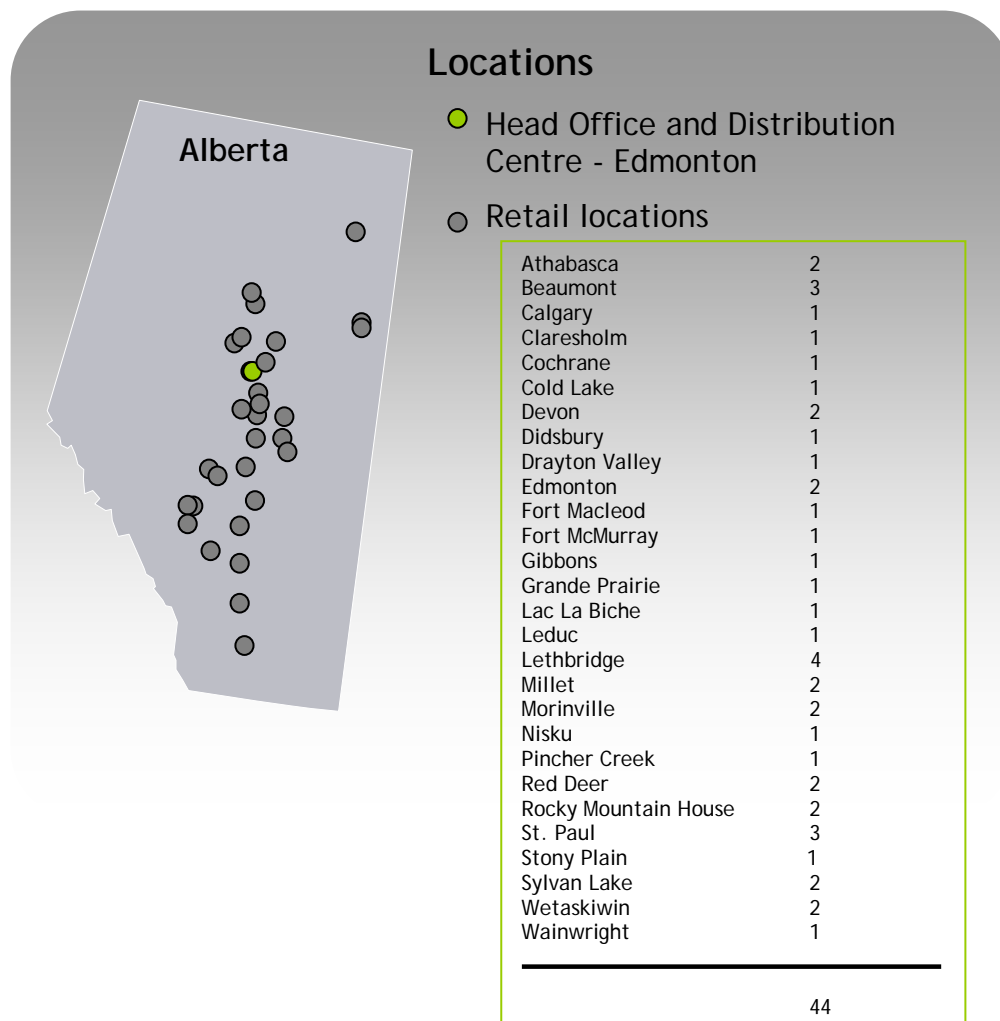 Locations
Alberta
Head Office and Distribution
Centre - Edmonton
Retail locations
Athabasca 2
Beaumont 3
Calgary 1
Claresholm 1
Cochrane 1
Cold Lake 1
Devon 2
Didsbury 1
Drayton Valley 1
Edmonton 2
Fort Macleod 1
Fort McMurray 1
Gibbons 1
Grande Prairie 1
Lac La Biche 1
Leduc 1
Lethbridge 4
Millet 2
Morinville 2
Nisku 1
Pincher Creek 1
Red Deer 2
Rocky Mountain House 2
St. Paul 3
Stony Plain 1
Sylvan Lake 2
Wetaskiwin 2
Wainwright 1
44